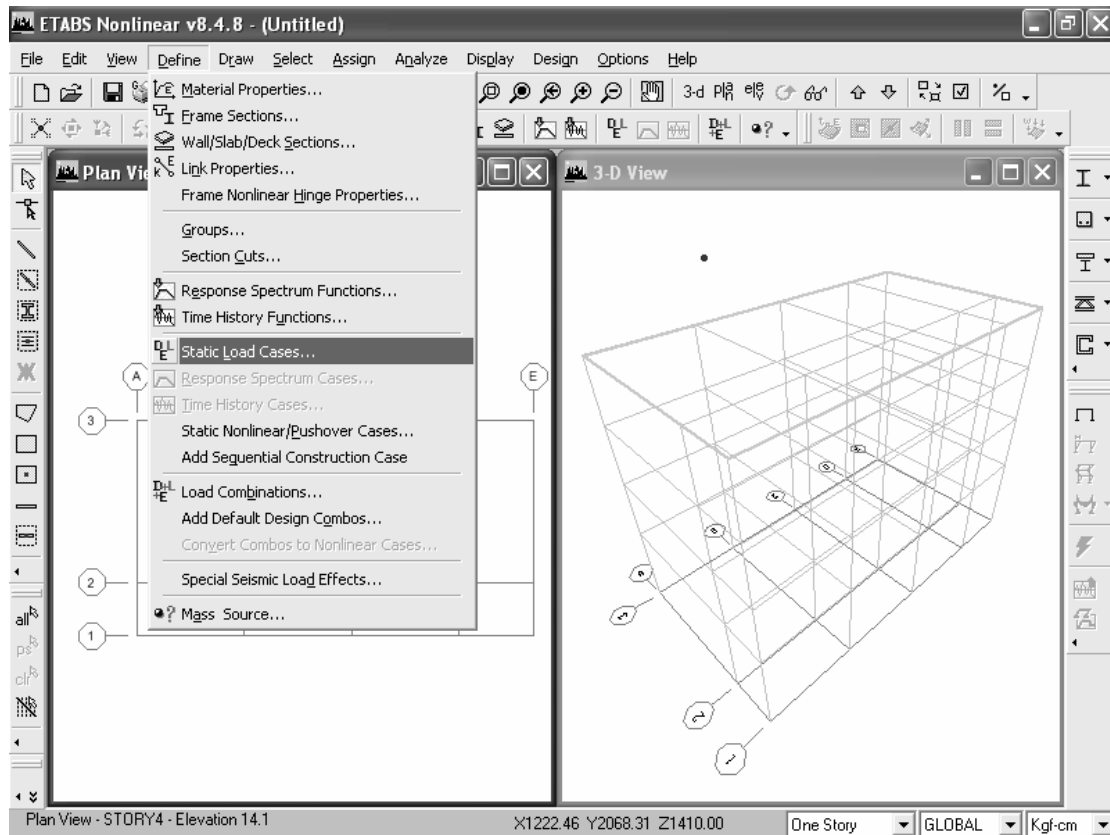 ETABS Nonlinear v8.4.8 - (Untitled)
File Edit View Define Draw Select Assign Analyze Display Design Options Help
Material Properties...
Frame Sections...
Wall/Slab/Deck Sections...
Link Properties...
Frame Nonlinear Hinge Properties...
Groups...
Section Cuts...
Response Spectrum Functions...
Time History Functions...
Static Load Cases...
Response Spectrum Cases...
Time History Cases...
Static Nonlinear/Pushover Cases...
Add Sequential Construction Case
Load Combinations...
Add Default Design Combos...
Convert Combos to Nonlinear Cases...
Special Seismic Load Effects...
Mass Source...
3-d
Plan Vie
3-D View
A
E
3
2
1
2
1
all
ps
clr
Plan View - STORY4 - Elevation 14.1
X1222.46 Y2068.31 Z1410.00
One Story
GLOBAL
Kgf-cm